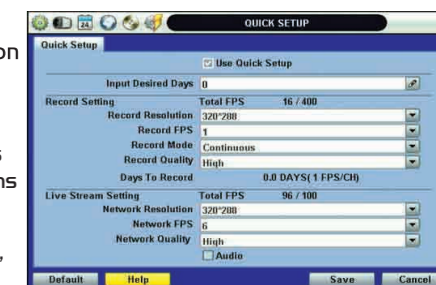 QUICK SETUP
Quick Setup
Use Quick Setup
Input Desired Days 0
Record Setting Total FPS 16 / 400
Record Resolution 320*288
Record FPS 1
Record Mode Continuous
Record Quality High
Days To Record 0.0 DAYS( 1 FPS/CH)
Live Stream Setting Total FPS 96 / 100
Network Resolution 320*288
Network FPS 6
Network Quality High
Audio
Default Help Save Cancel